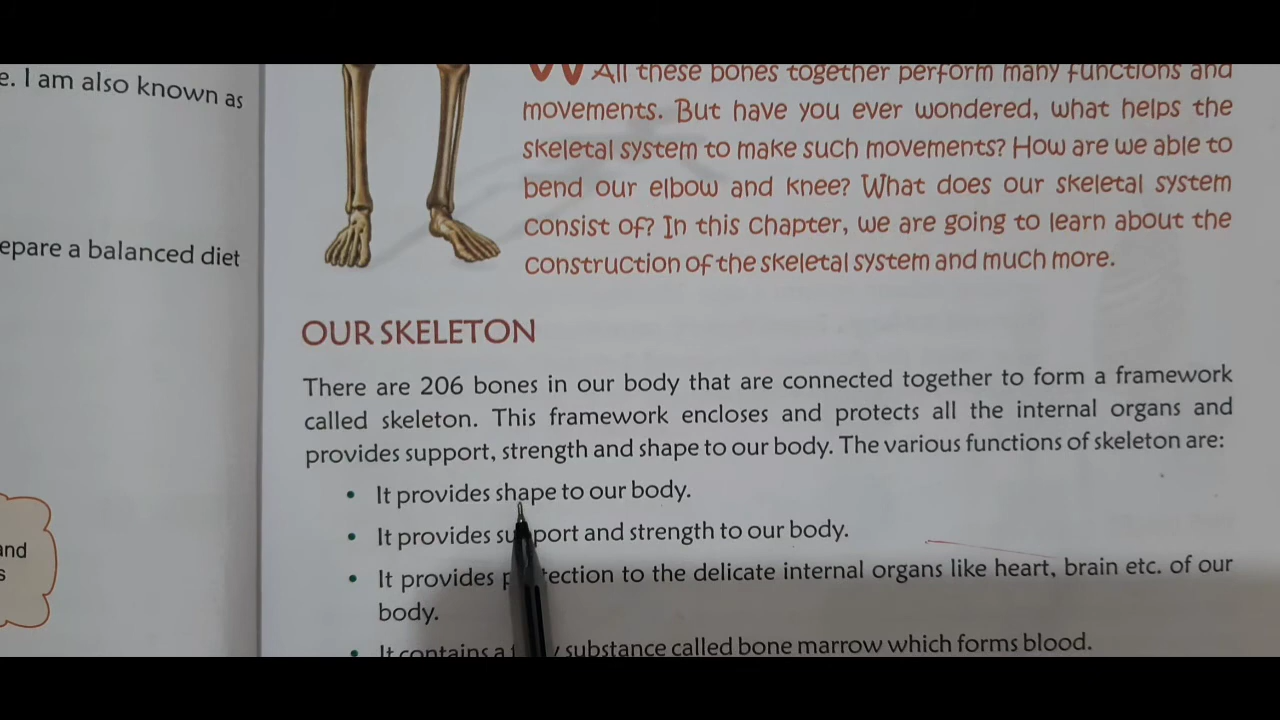 e. I am also known as
epare a balanced diet
and
s
W All these bones together perform many functions and
movements. But have you ever wondered, what helps the
skeletal system to make such movements? How are we able to
bend our elbow and knee? What does our skeletal system
consist of? In this chapter, we are going to learn about the
construction of the skeletal system and much more.
OUR SKELETON
There are 206 bones in our body that are connected together to form a framework
called skeleton. This framework encloses and protects all the internal organs and
provides support, strength and shape to our body. The various functions of skeleton are:
• It provides shape to our body.
• It provides support and strength to our body.
• It provides protection to the delicate internal organs like heart, brain etc. of our
body.
• It contains a substance called bone marrow which forms blood.